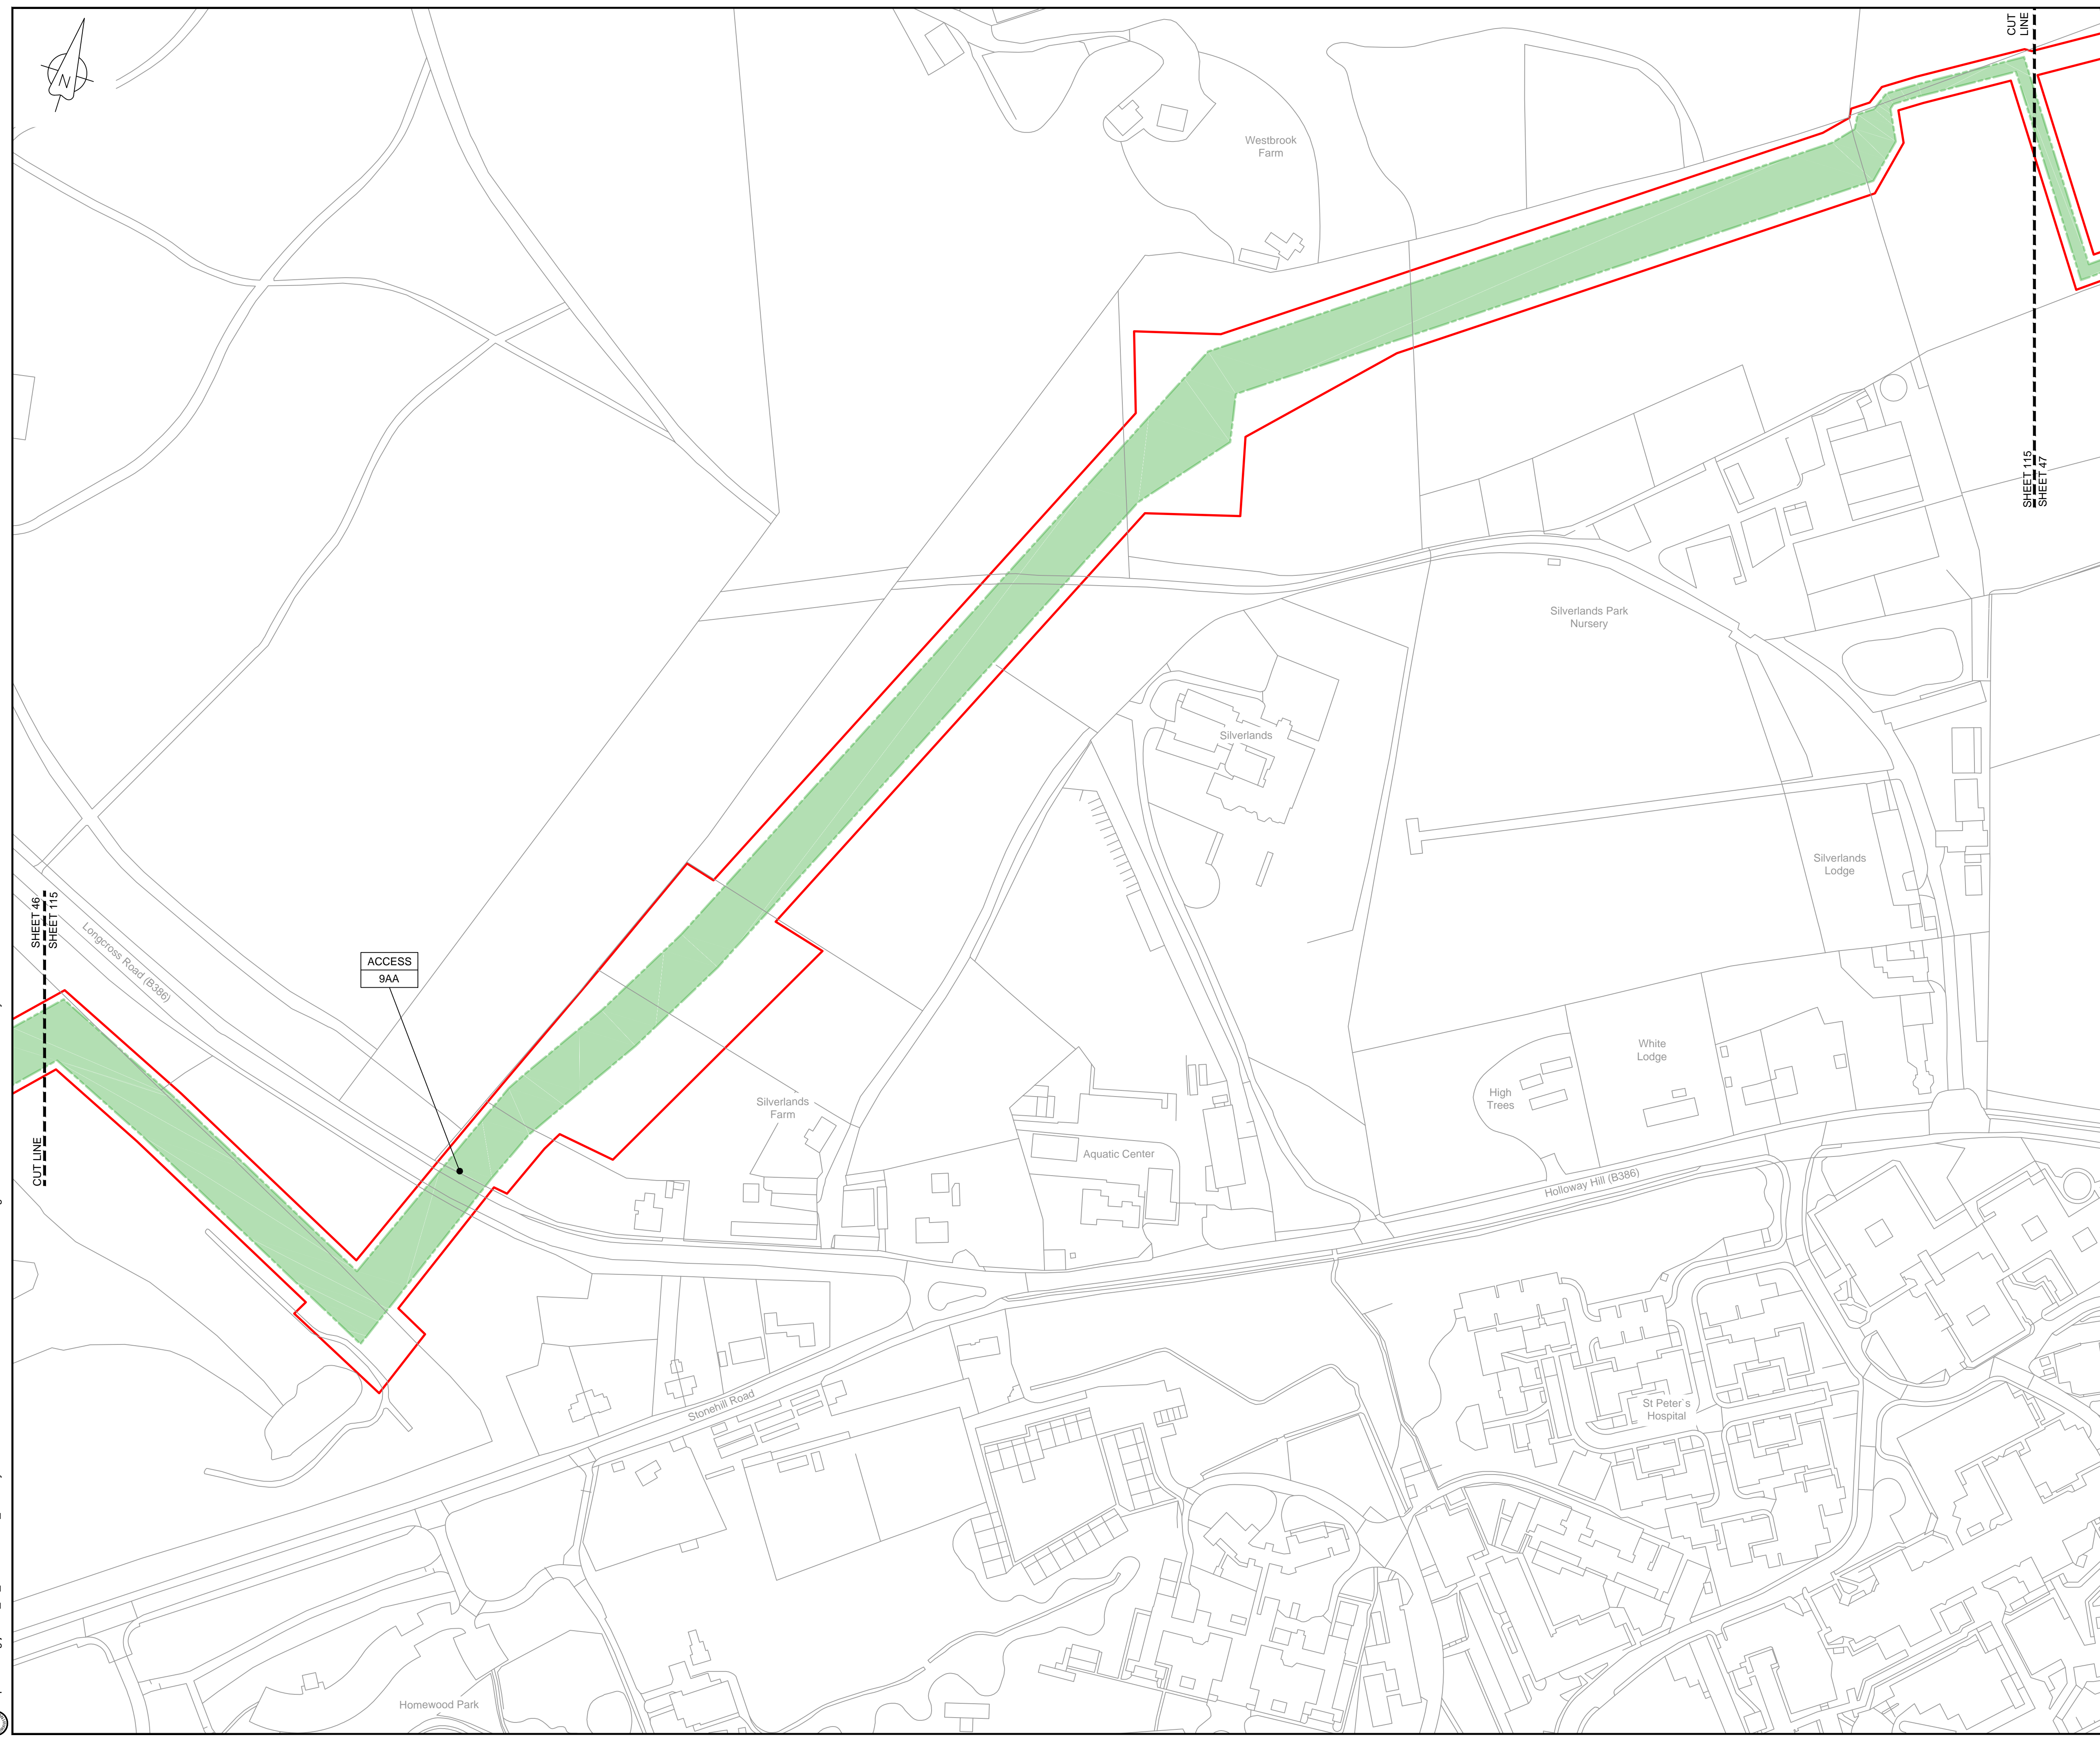 N
CUT
LINE
Westbrook
Farm
SHEET 115
SHEET 47
Silverlands Park
Nursery
Silverlands
Silverlands
Lodge
SHEET 46
SHEET 115
CUT LINE
Longcross Road (B386)
ACCESS
9AA
White
Lodge
High
Trees
Silverlands
Farm
Aquatic Center
Holloway Hill (B386)
Stonehill Road
St Peter`s
Hospital
Homewood Park